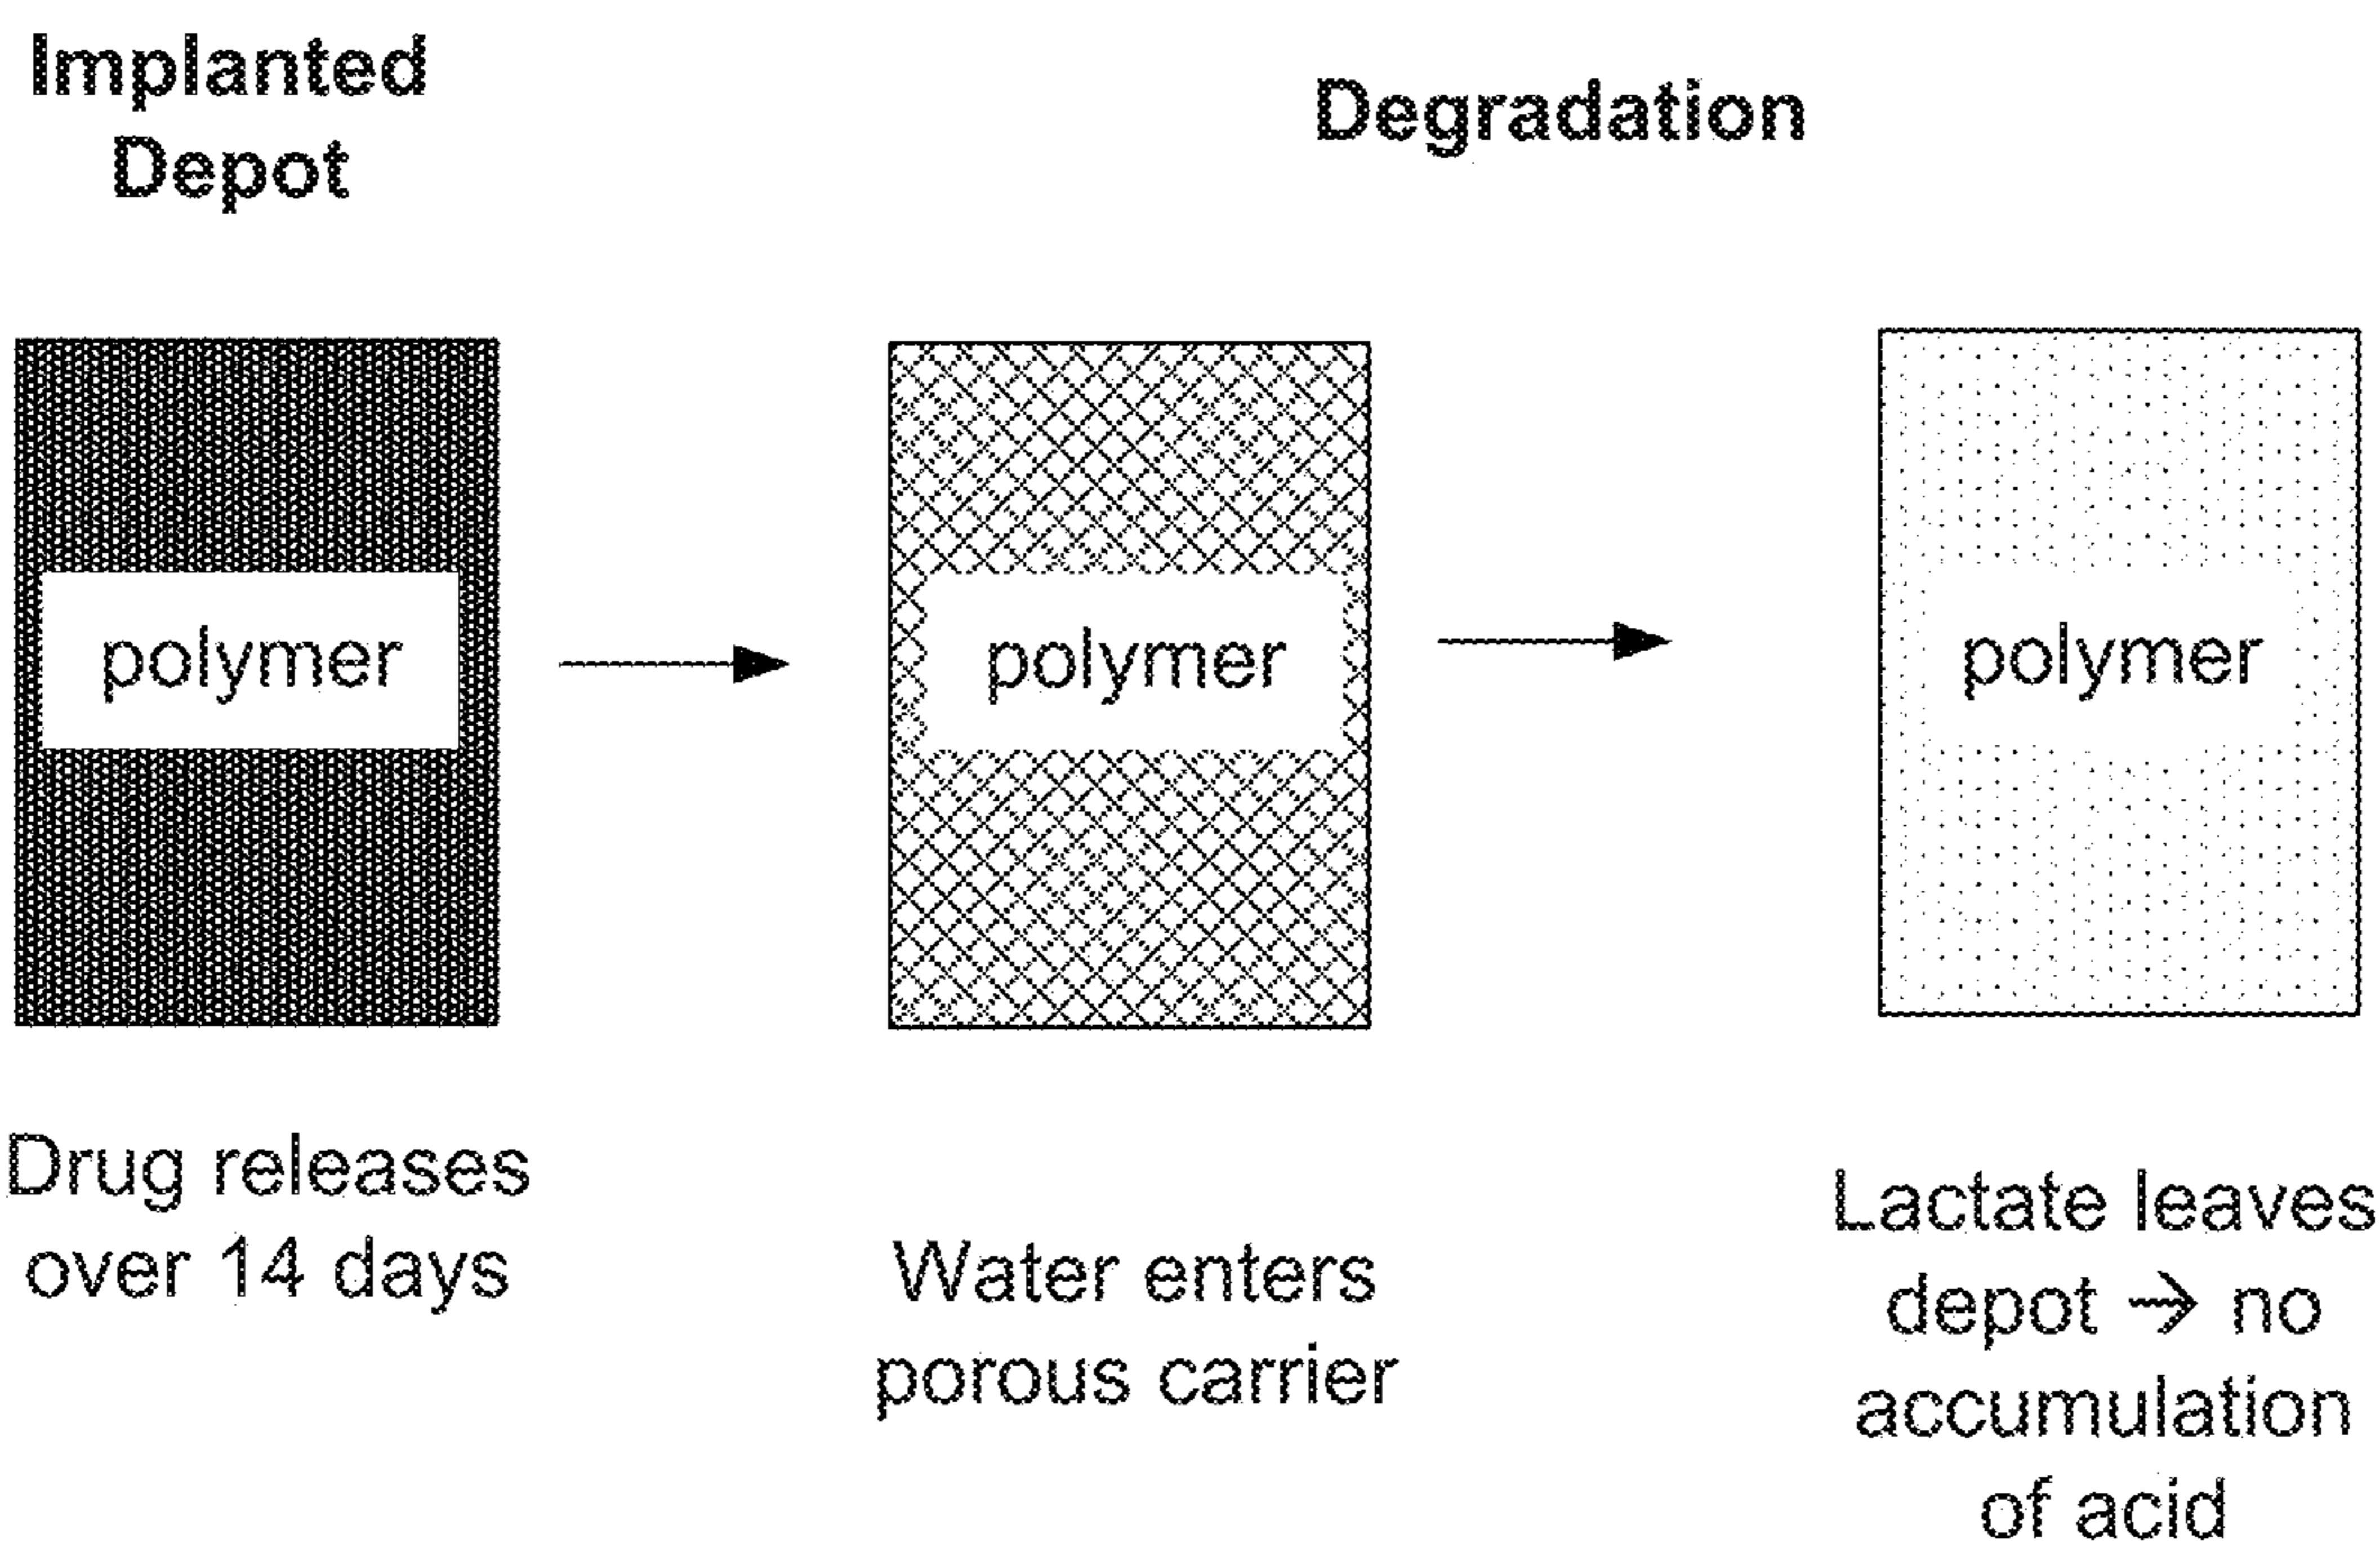 Implanted
Depot
Degradation
polymer
polymer
polymer
Drug releases
over 14 days
Water enters
porous carrier
Lactate leaves
depot → no
accumulation
of acid